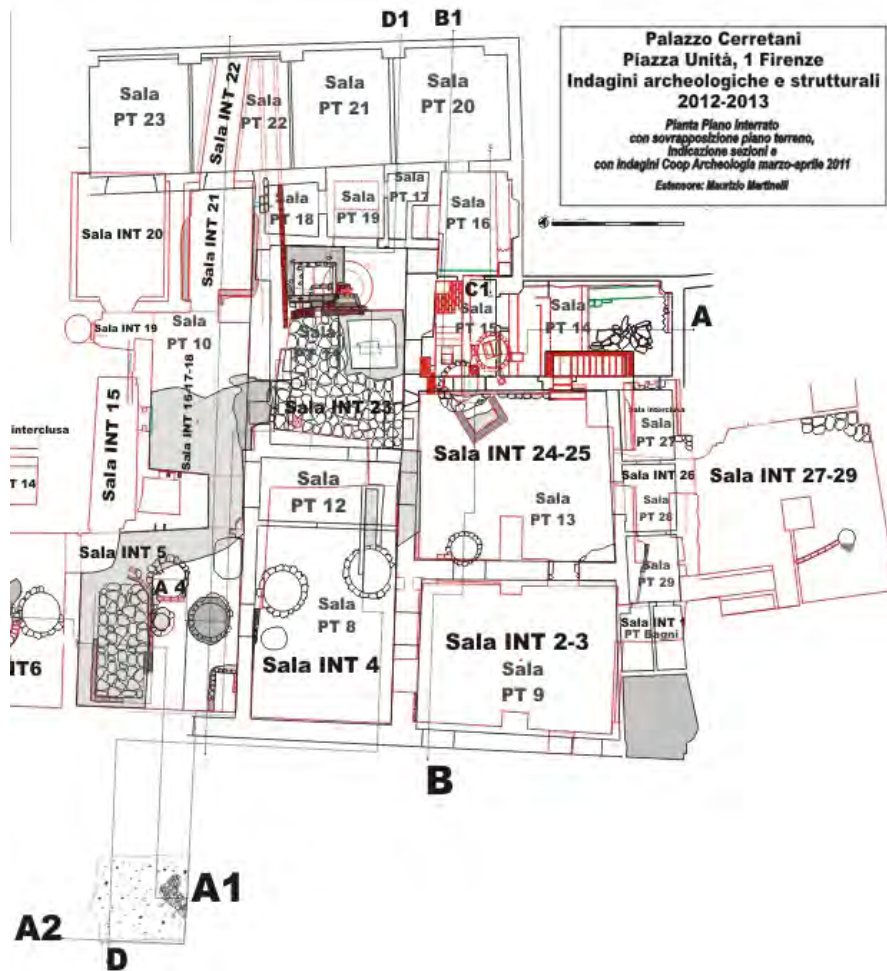 D1
B1
Palazzo Cerretani
Piazza Unità, 1 Firenze
Indagini archeologiche e strutturali
2012-2013
Pianta Piano Interrato
con sovrapposizione piano terreno,
indicazione sezioni e
con indagini Coop Archeologia marzo-aprile 2011
Estensore: Maurizio Martinelli
Sala
PT 23
Sala INT 22
Sala
PT 22
Sala
PT 21
Sala
PT 20
Sala INT 20
Sala INT 21
Sala
PT 18
Sala
PT 19
Sala
PT 17
Sala
PT 16
C1
Sala
PT 15
Sala
PT 14
A
Sala INT 19
Sala
PT 10
Sala INT 16-17-18
Sala INT 15
interclusa
T 14
Sala INT 23
Sala INT 24-25
Sala
PT 13
Sala interclusa
Sala
PT 27
Sala INT 26
Sala
PT 28
Sala INT 27-29
Sala
PT 12
Sala INT 5
A 4
Sala
PT 8
Sala INT 4
Sala INT 2-3
Sala
PT 9
Sala
PT 29
Sala INT 1
PT Bagni
NT6
B
A1
A2
D